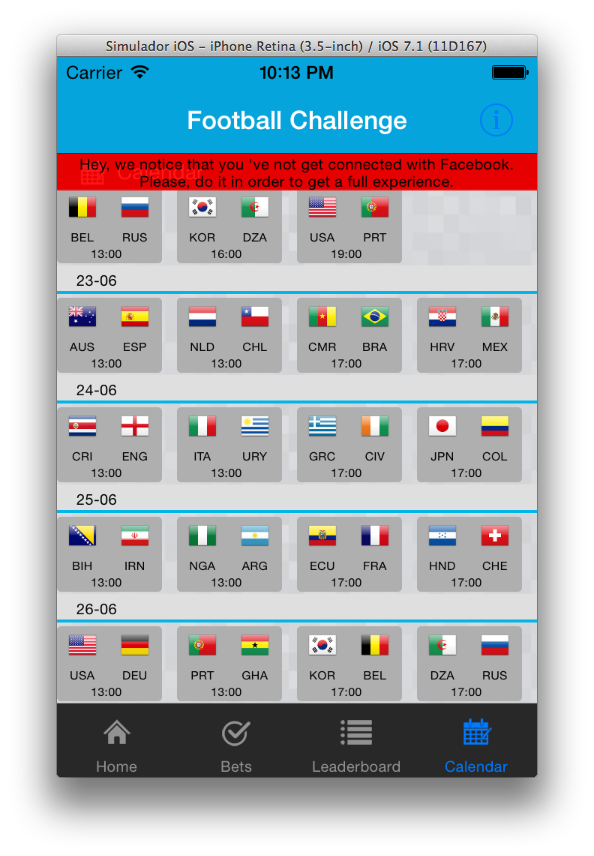 Simulador iOS - iPhone Retina (3.5-inch) / iOS 7.1 (11D167)
Carrier 10:13 PM
Football Challenge i
Calendar
Hey, we notice that you 've not get connected with Facebook.
Please, do it in order to get a full experience.
BEL RUS KOR DZA USA PRT
13:00 16:00 19:00
23-06
AUS ESP NLD CHL CMR BRA HRV MEX
13:00 13:00 17:00 17:00
24-06
CRI ENG ITA URY GRC CIV JPN COL
13:00 13:00 17:00 17:00
25-06
BIH IRN NGA ARG ECU FRA HND CHE
13:00 13:00 17:00 17:00
26-06
USA DEU PRT GHA KOR BEL DZA RUS
13:00 13:00 17:00 17:00
Home Bets Leaderboard Calendar